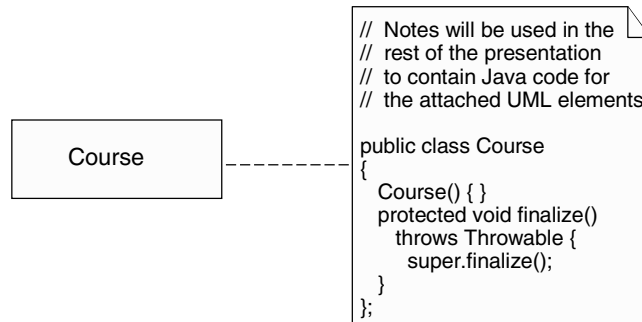 Course
// Notes will be used in the
// rest of the presentation
// to contain Java code for
// the attached UML elements
public class Course
{
Course() { }
protected void finalize()
throws Throwable {
super.finalize();
}
};